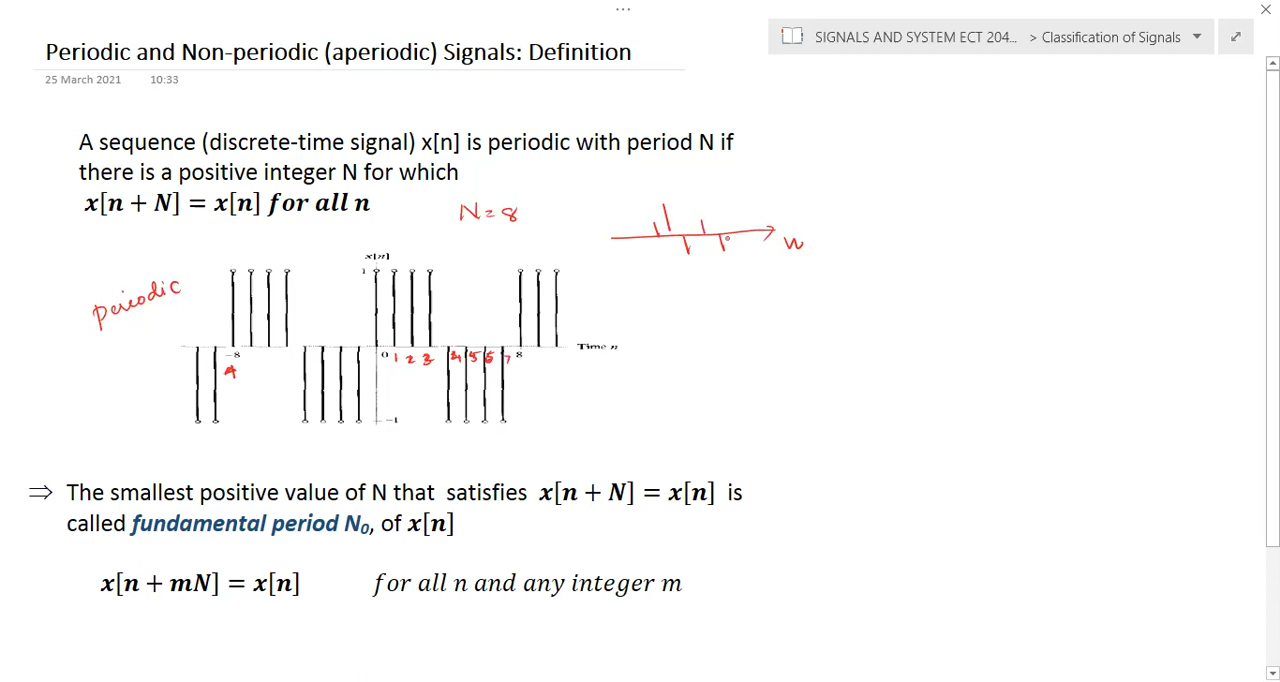 ...
SIGNALS AND SYSTEM ECT 204... > Classification of Signals
Periodic and Non-periodic (aperiodic) Signals: Definition
25 March 2021 10:33
A sequence (discrete-time signal) x[n] is periodic with period N if
there is a positive integer N for which
x[n + N] = x[n] for all n
N = 8
n
x[n]
1
periodic
-8 0 1 2 3 4 5 6 7 8 Time n
4
-1
⇒ The smallest positive value of N that satisfies x[n + N] = x[n] is
called fundamental period N₀, of x[n]
x[n + mN] = x[n] for all n and any integer m